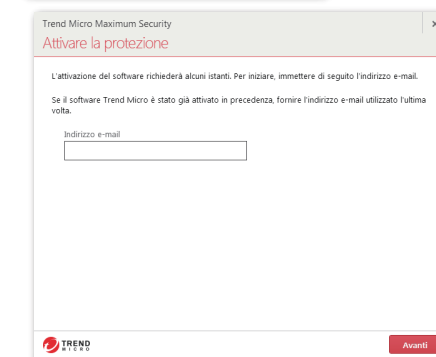 Trend Micro Maximum Security
Attivare la protezione
L'attivazione del software richiederà alcuni istanti. Per iniziare, immettere di seguito l'indirizzo e-mail.
Se il software Trend Micro è stato già attivato in precedenza, fornire l'indirizzo e-mail utilizzato l'ultima
volta.
Indirizzo e-mail
TREND
MICRO
Avanti